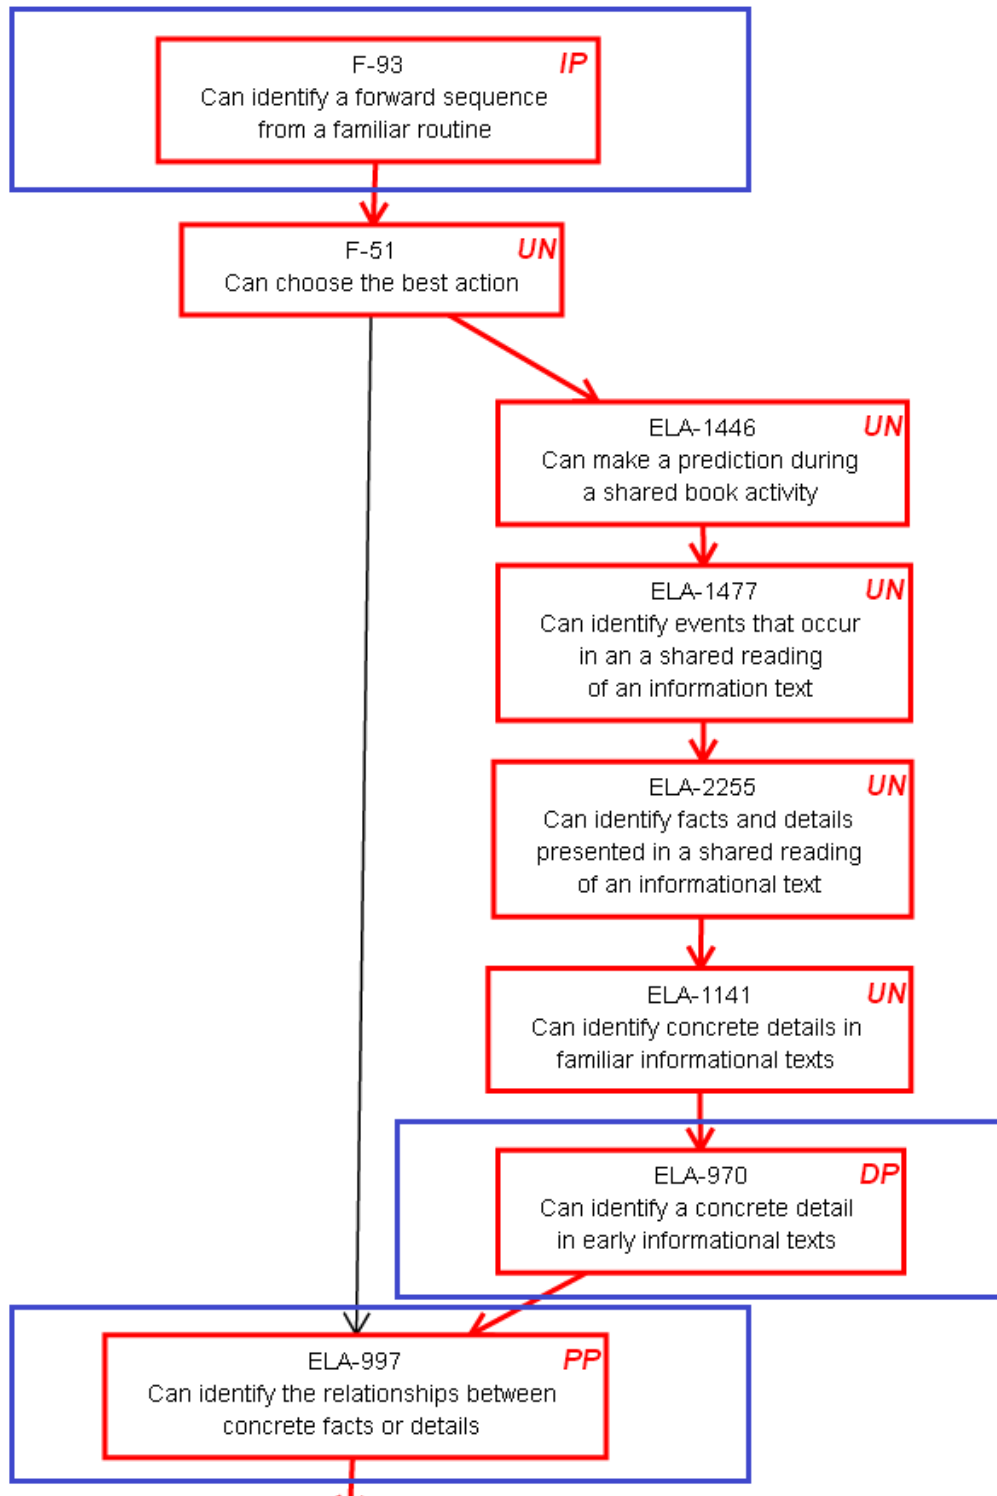 F-93 IP
Can identify a forward sequence
from a familiar routine
F-51 UN
Can choose the best action
ELA-1446 UN
Can make a prediction during
a shared book activity
ELA-1477 UN
Can identify events that occur
in an a shared reading
of an information text
ELA-2255 UN
Can identify facts and details
presented in a shared reading
of an informational text
ELA-1141 UN
Can identify concrete details in
familiar informational texts
ELA-970 DP
Can identify a concrete detail
in early informational texts
ELA-997 PP
Can identify the relationships between
concrete facts or details